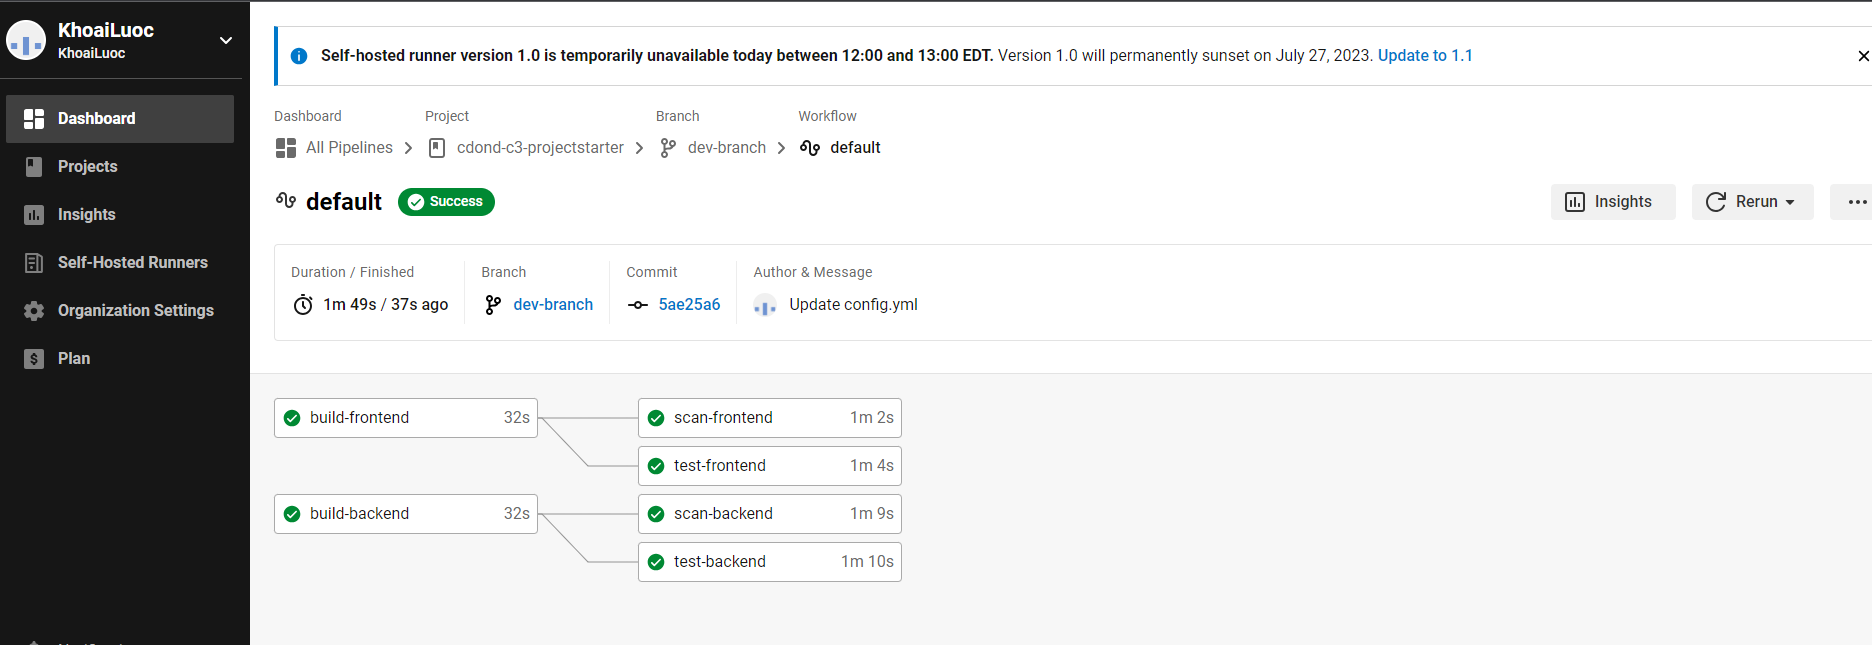 KhoaiLuoc
KhoaiLuoc
Dashboard
Projects
Insights
Self-Hosted Runners
Organization Settings
Plan
Self-hosted runner version 1.0 is temporarily unavailable today between 12:00 and 13:00 EDT. Version 1.0 will permanently sunset on July 27, 2023. Update to 1.1
Dashboard Project Branch Workflow
All Pipelines cdond-c3-projectstarter dev-branch default
default Success Insights Rerun
Duration / Finished Branch Commit Author & Message
1m 49s / 37s ago dev-branch 5ae25a6 Update config.yml
build-frontend 32s scan-frontend 1m 2s
test-frontend 1m 4s
build-backend 32s scan-backend 1m 9s
test-backend 1m 10s